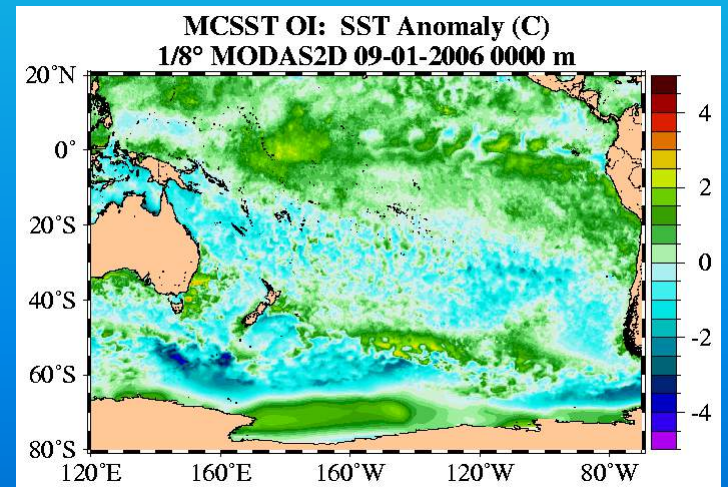 MCSST OI: SST Anomaly (C)
1/8° MODAS2D 09-01-2006 0000 m
20°N
0°
20°S
40°S
60°S
80°S
120°E 160°E 160°W 120°W 80°W
4
2
0
-2
-4